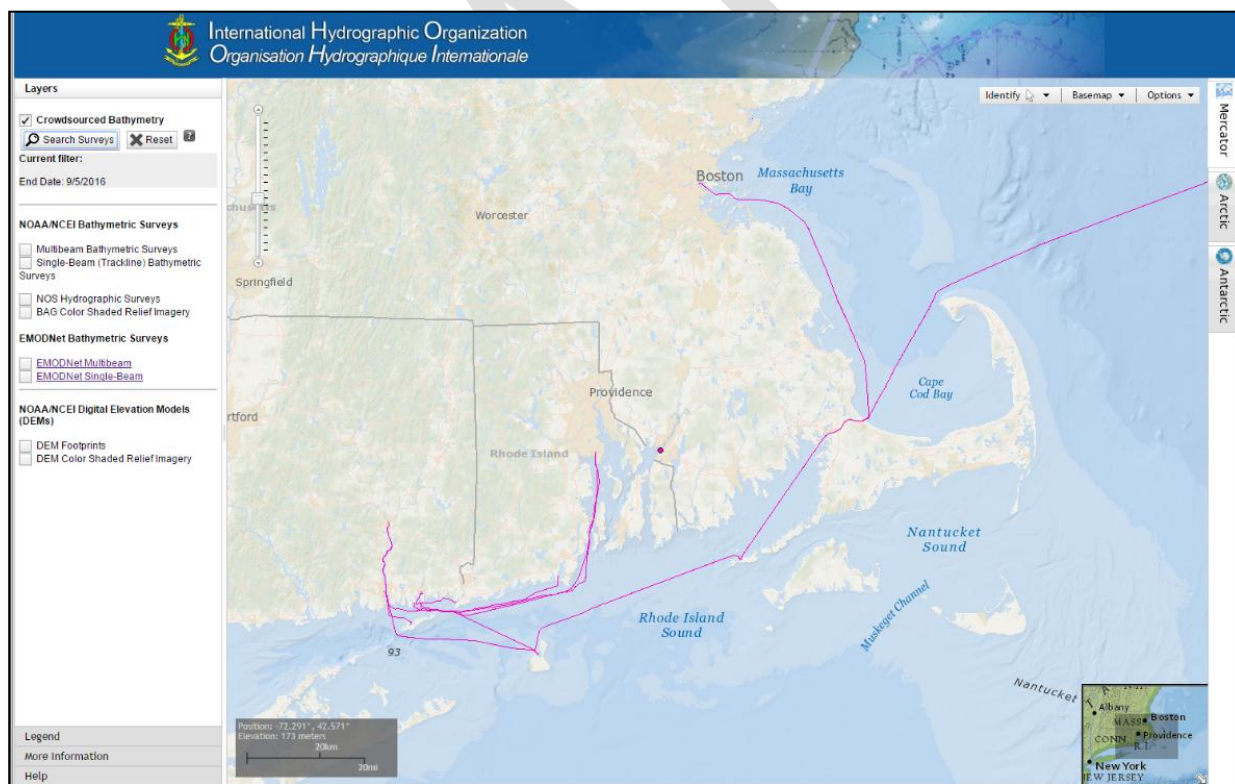 International Hydrographic Organization
Organisation Hydrographique Internationale
Layers
Crowdsourced Bathymetry
Search Surveys
Reset
?
Current filter:
End Date: 9/5/2016
NOAA/NCEI Bathymetric Surveys
Multibeam Bathymetric Surveys
Single-Beam (Trackline) Bathymetric
Surveys
NOS Hydrographic Surveys
BAG Color Shaded Relief Imagery
EMODNet Bathymetric Surveys
EMODNet Multibeam
EMODNet Single-Beam
NOAA/NCEI Digital Elevation Models
(DEMs)
DEM Footprints
DEM Color Shaded Relief Imagery
Legend
More Information
Help
Identify
Basemap
Options
Mercator
Arctic
Antarctic
Boston
Massachusetts
Bay
chusetts
Worcester
Springfield
Cape
Cod Bay
Providence
rtford
Rhode Island
Nantucket
Sound
Muskeget Channel
Rhode Island
Sound
93
Nantucket
Position: -72.291°, 42.571°
Elevation: 173 meters
20km
20mi
Albany
MASS
Boston
CONN
Providence
R.I.
New York
EW JERSEY